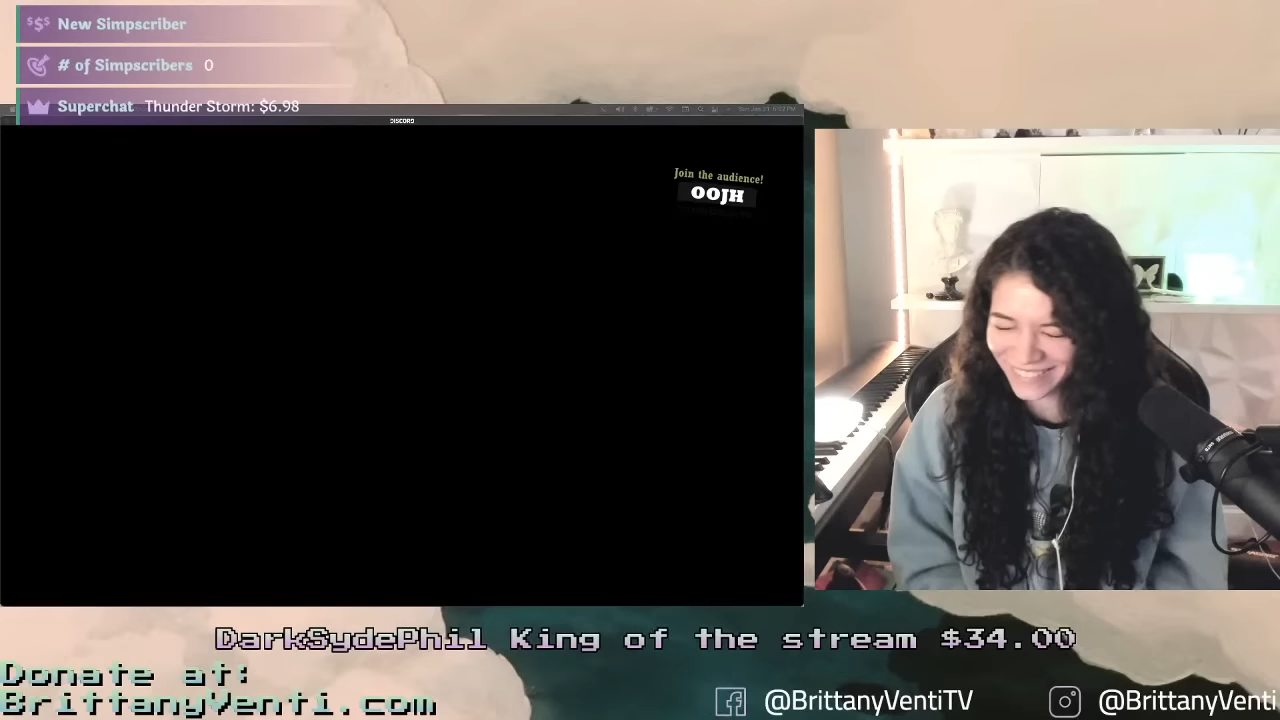 $$$ New Simpscriber
# of Simpscribers 0
Superchat Thunder Storm: $6.98
DISCORD
Join the audience!
OOJH
DarkSydePhil King of the stream $34.00
Donate at:
BrittanyVenti.com
@BrittanyVentiTV
@BrittanyVenti